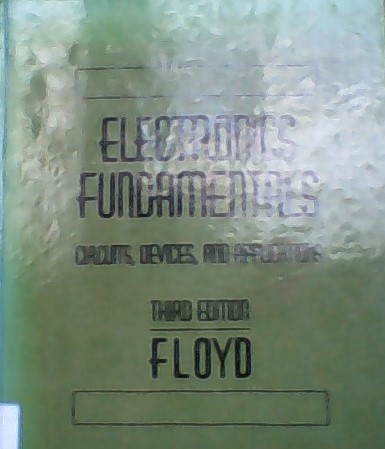 ELECTRONICS
FUNDAMENTALS
CIRCUITS, DEVICES, AND APPLICATIONS
THIRD EDITION
FLOYD